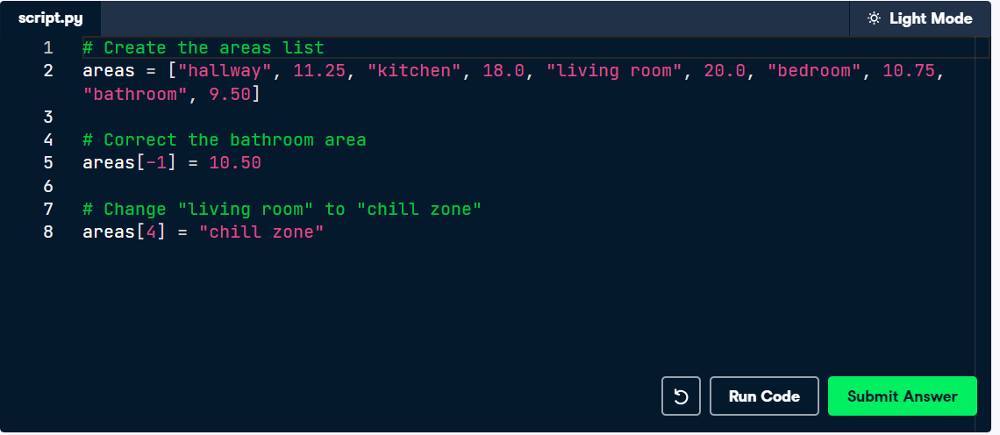 script.py
Light Mode
1 # Create the areas list
2 areas = ["hallway", 11.25, "kitchen", 18.0, "living room", 20.0, "bedroom", 10.75,
"bathroom", 9.50]
3
4 # Correct the bathroom area
5 areas[-1] = 10.50
6
7 # Change "living room" to "chill zone"
8 areas[4] = "chill zone"
Run Code
Submit Answer